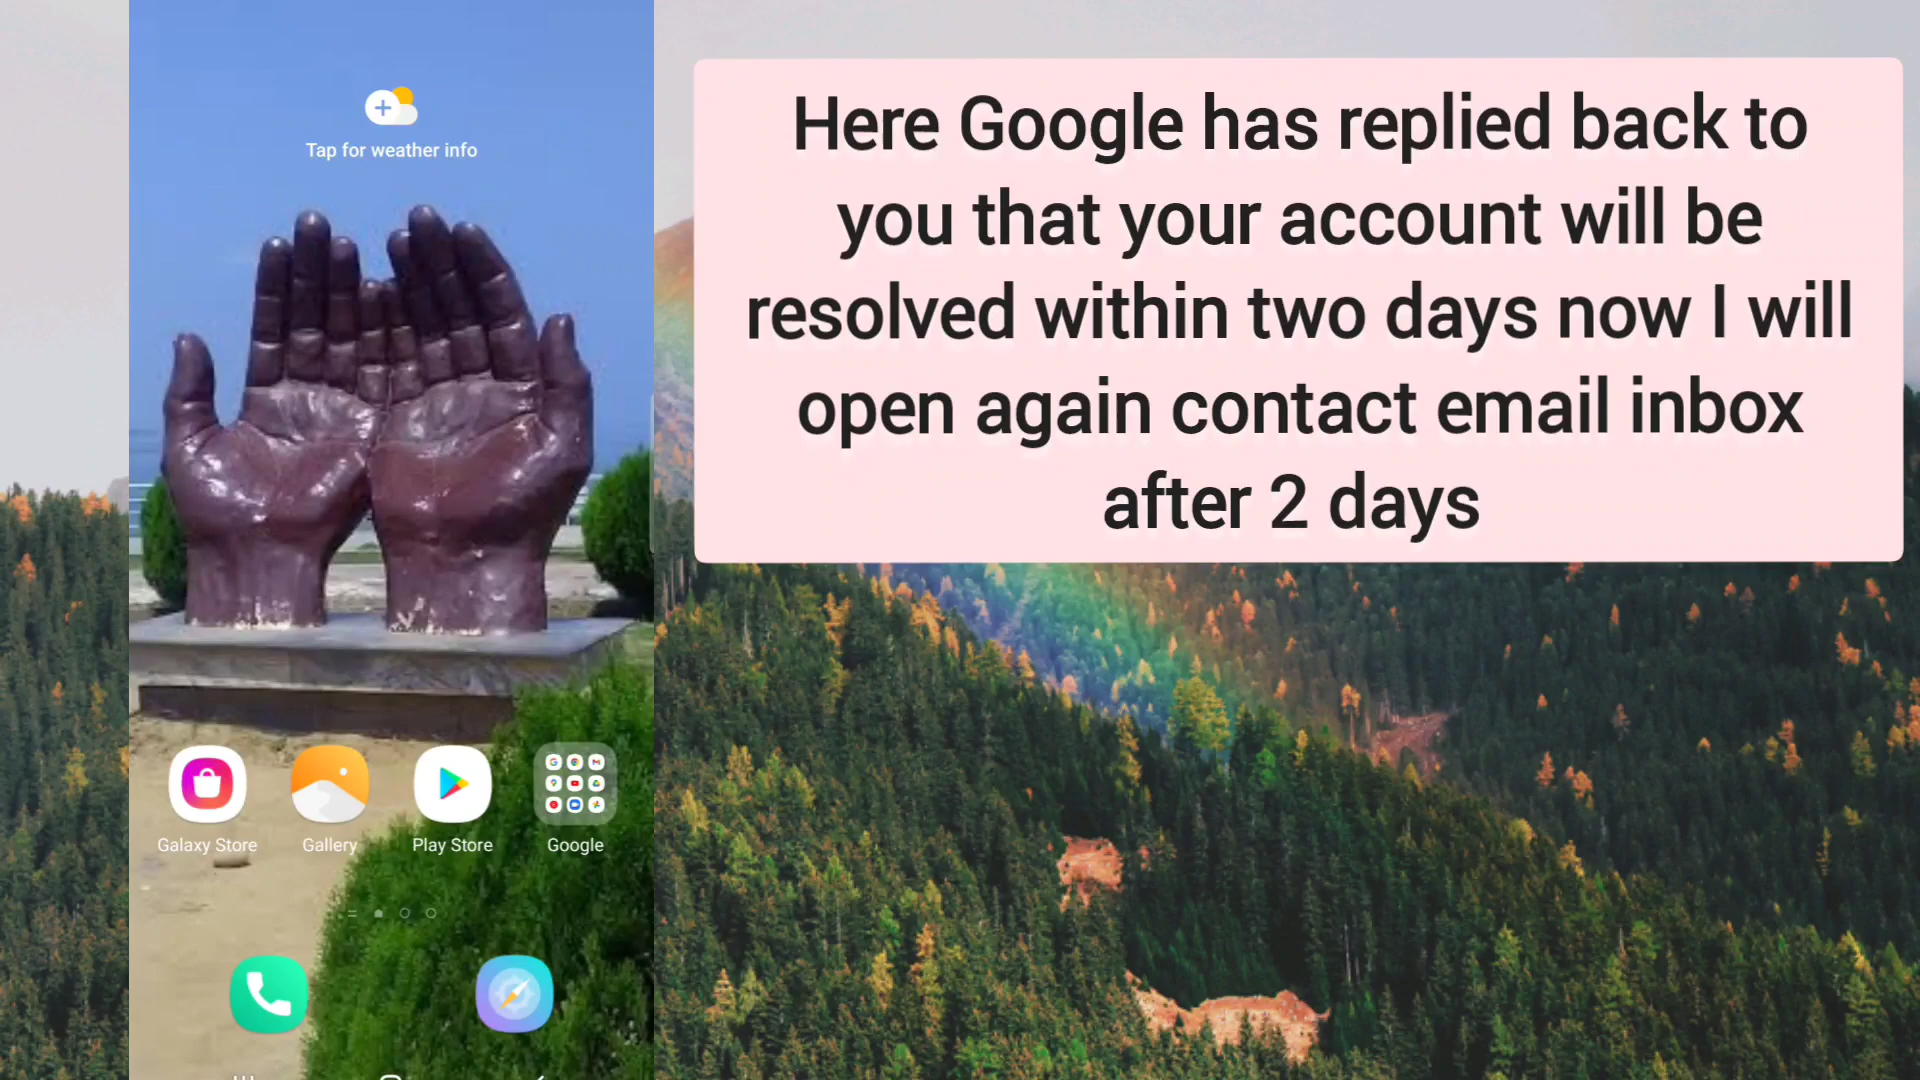 Tap for weather info
Here Google has replied back to
you that your account will be
resolved within two days now I will
open again contact email inbox
after 2 days
Galaxy Store
Gallery
Play Store
Google